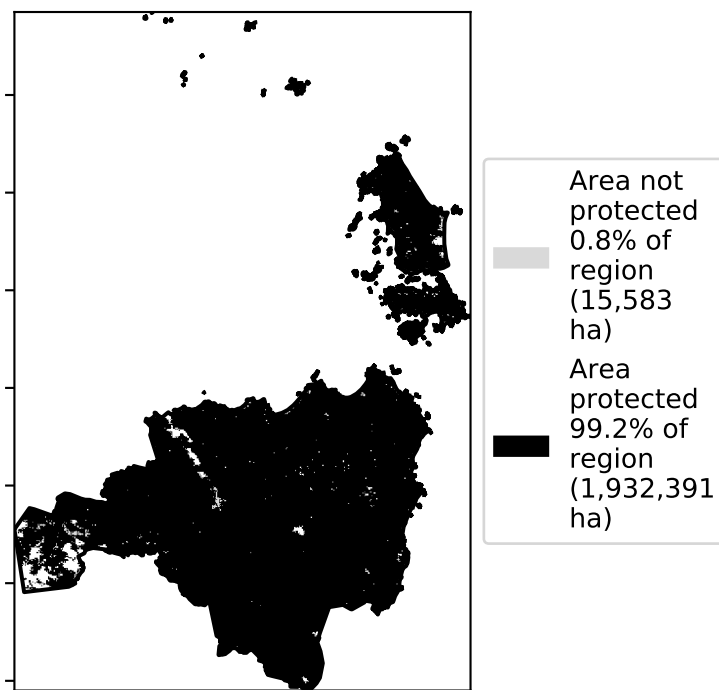 Area not
protected
0.8% of
region
(15,583
ha)
Area
protected
99.2% of
region
(1,932,391
ha)